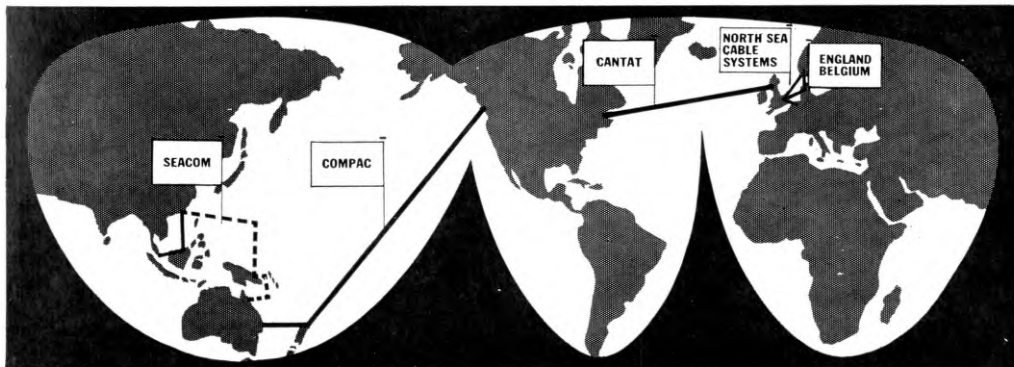 SEACOM
COMPAC
CANTAT
NORTH SEA
CABLE
SYSTEMS
ENGLAND
BELGIUM